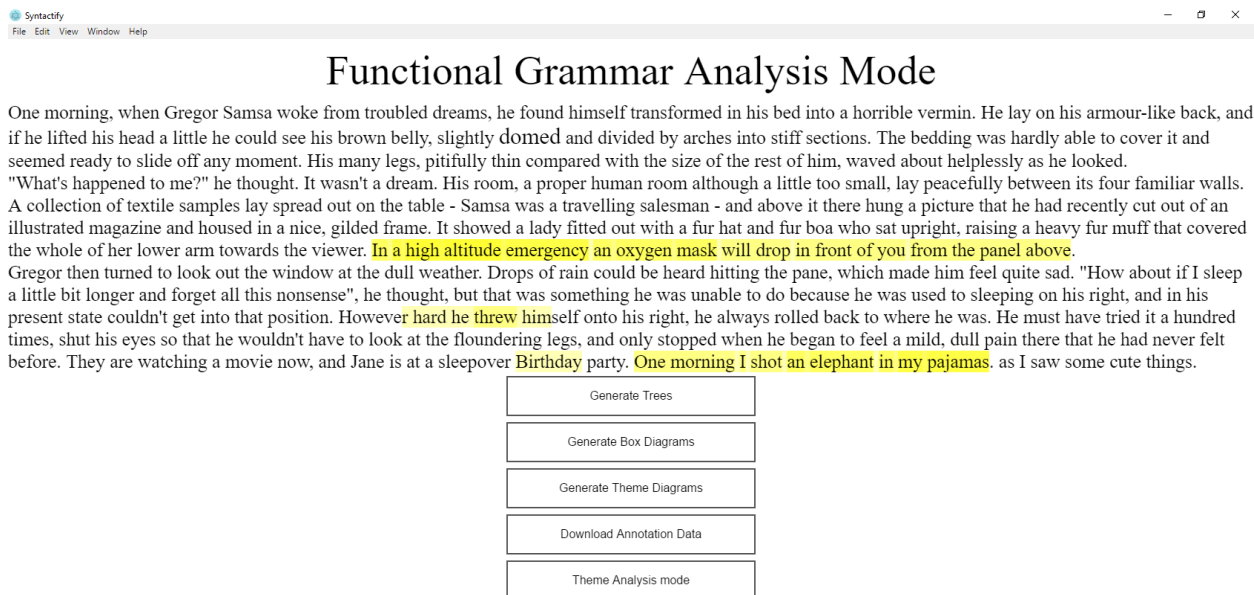 Syntactify
File Edit View Window Help
Functional Grammar Analysis Mode
One morning, when Gregor Samsa woke from troubled dreams, he found himself transformed in his bed into a horrible vermin. He lay on his armour-like back, and
if he lifted his head a little he could see his brown belly, slightly domed and divided by arches into stiff sections. The bedding was hardly able to cover it and
seemed ready to slide off any moment. His many legs, pitifully thin compared with the size of the rest of him, waved about helplessly as he looked.
"What's happened to me?" he thought. It wasn't a dream. His room, a proper human room although a little too small, lay peacefully between its four familiar walls.
A collection of textile samples lay spread out on the table - Samsa was a travelling salesman - and above it there hung a picture that he had recently cut out of an
illustrated magazine and housed in a nice, gilded frame. It showed a lady fitted out with a fur hat and fur boa who sat upright, raising a heavy fur muff that covered
the whole of her lower arm towards the viewer. In a high altitude emergency an oxygen mask will drop in front of you from the panel above.
Gregor then turned to look out the window at the dull weather. Drops of rain could be heard hitting the pane, which made him feel quite sad. "How about if I sleep
a little bit longer and forget all this nonsense", he thought, but that was something he was unable to do because he was used to sleeping on his right, and in his
present state couldn't get into that position. However hard he threw himself onto his right, he always rolled back to where he was. He must have tried it a hundred
times, shut his eyes so that he wouldn't have to look at the floundering legs, and only stopped when he began to feel a mild, dull pain there that he had never felt
before. They are watching a movie now, and Jane is at a sleepover Birthday party. One morning I shot an elephant in my pajamas. as I saw some cute things.
Generate Trees
Generate Box Diagrams
Generate Theme Diagrams
Download Annotation Data
Theme Analysis mode